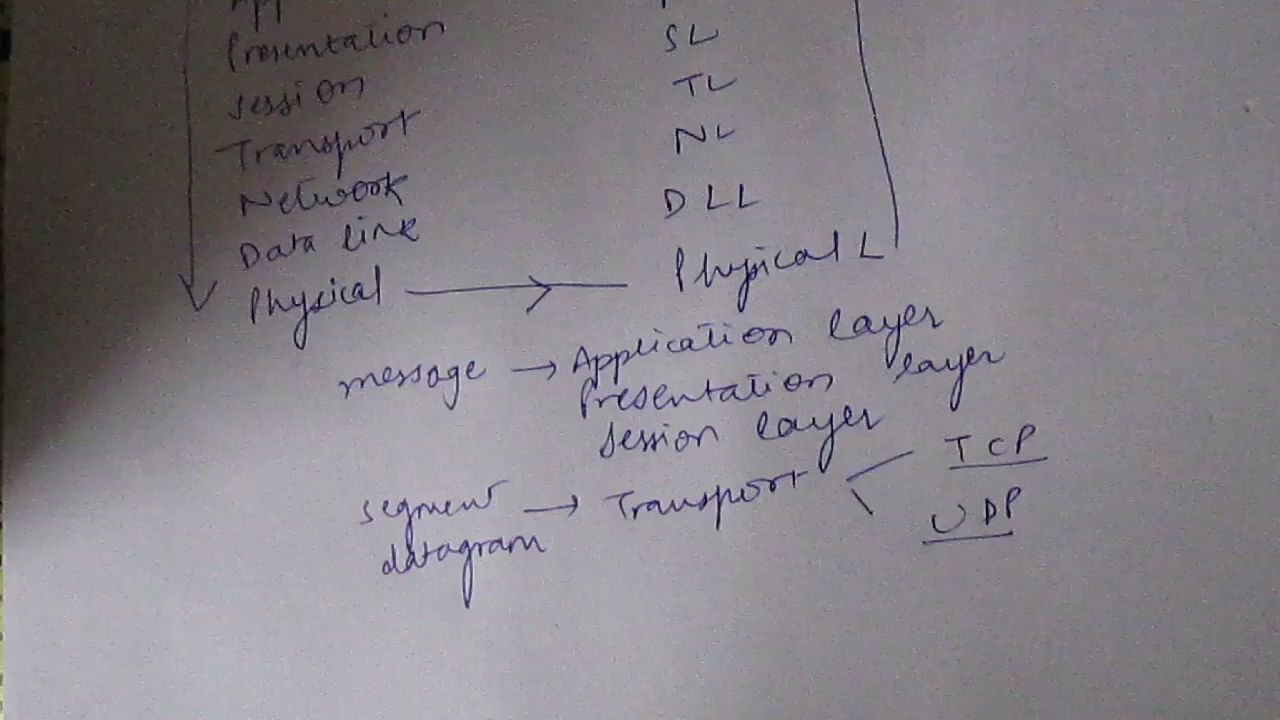 Presentation SL
Session TL
Transport NL
Network DLL
Data link
Physical Physical L
message → Application layer
Presentation layer
Session layer
segment → Transport TCP
datagram UDP